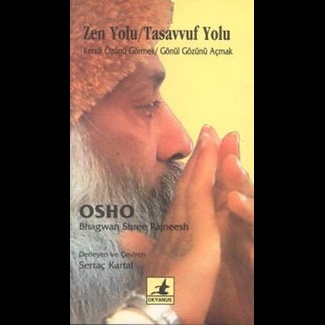 Zen Yolu/Tasavvuf Yolu
Kendi Özünü Görmek/ Gönül Gözünü Açmak
OSHO
Bhagwan Shree Rajneesh
Derleyen ve Çeviren
Sertaç Kartal
OKYANUS